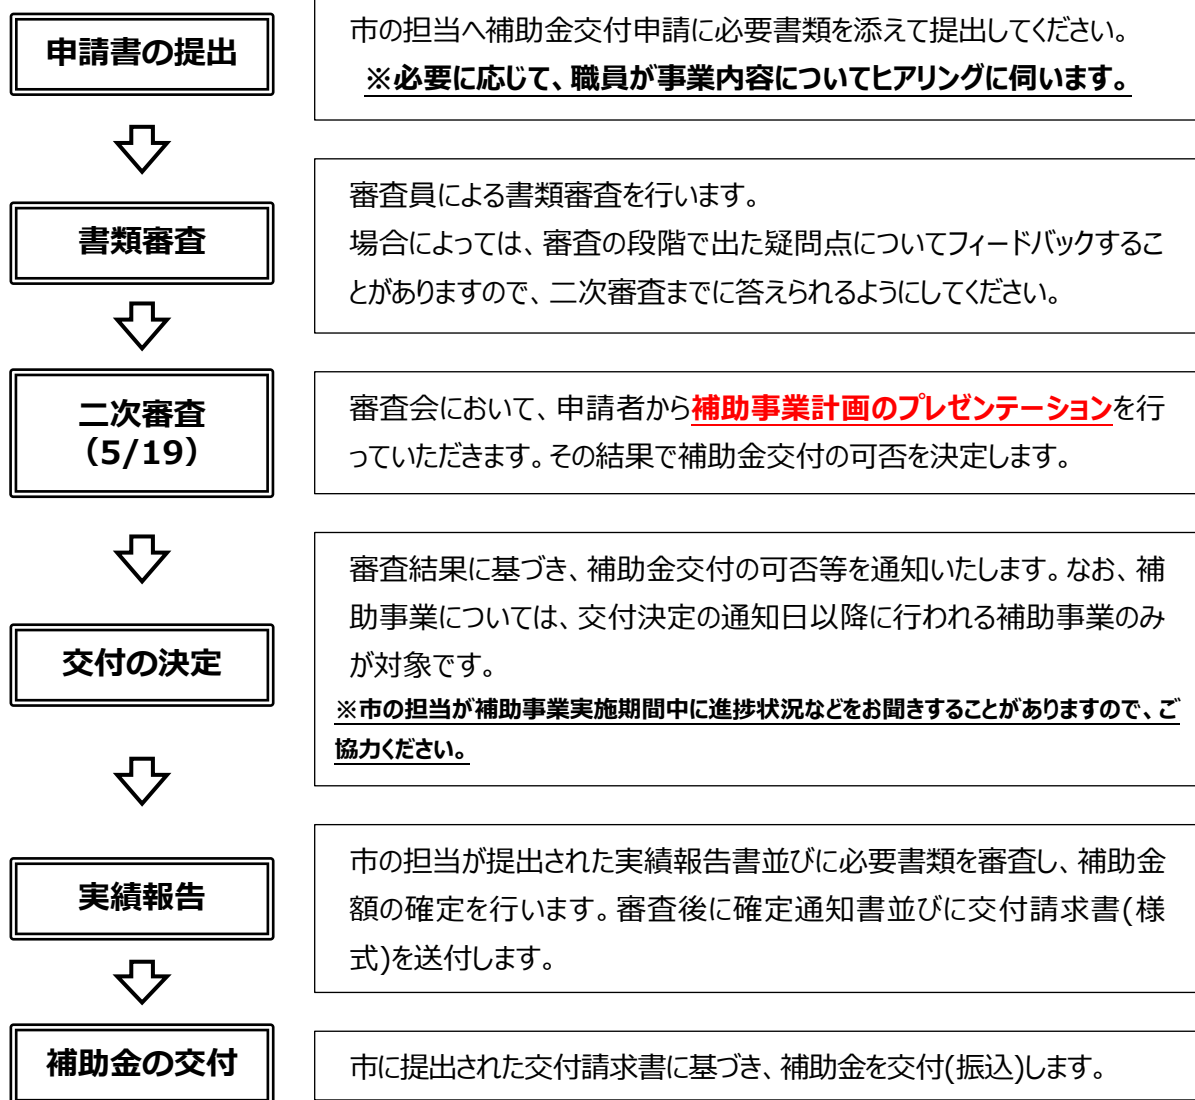 申請書の提出
市の担当へ補助金交付申請に必要書類を添えて提出してください。
※必要に応じて、職員が事業内容についてヒアリングに伺います。
書類審査
審査員による書類審査を行います。
場合によっては、審査の段階で出た疑問点についてフィードバックするこ
とがありますので、二次審査までに答えられるようにしてください。
二次審査
（5/19）
審査会において、申請者から補助事業計画のプレゼンテーションを行
っていただきます。その結果で補助金交付の可否を決定します。
交付の決定
審査結果に基づき、補助金交付の可否等を通知いたします。なお、補
助事業については、交付決定の通知日以降に行われる補助事業のみ
が対象です。
※市の担当が補助事業実施期間中に進捗状況などをお聞きすることがありますので、ご
協力ください。
実績報告
市の担当が提出された実績報告書並びに必要書類を審査し、補助金
額の確定を行います。審査後に確定通知書並びに交付請求書(様
式)を送付します。
補助金の交付
市に提出された交付請求書に基づき、補助金を交付(振込)します。